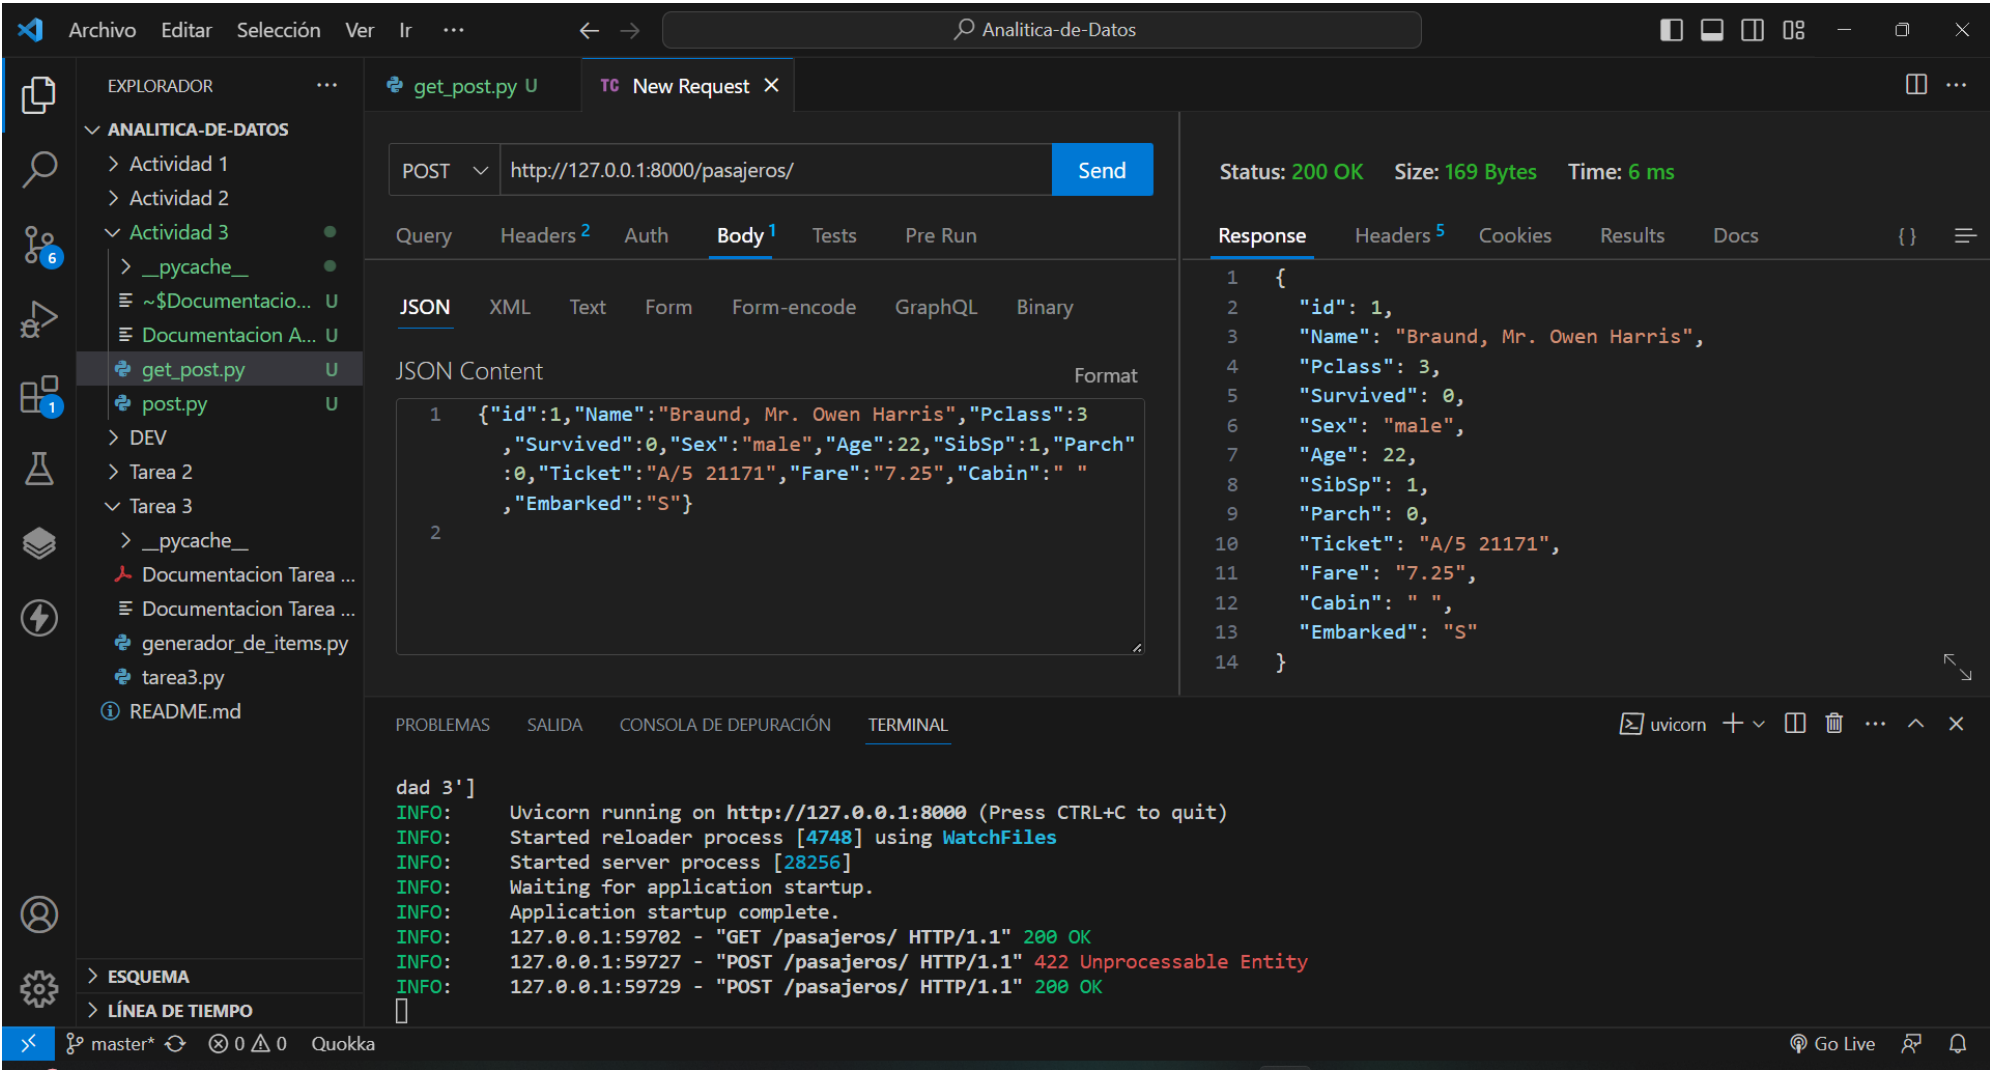 Archivo Editar Selección Ver Ir ··· Analitica-de-Datos
EXPLORADOR ···
ANALITICA-DE-DATOS
Actividad 1
Actividad 2
Actividad 3
__pycache__
~$Documentacio... U
Documentacion A... U
get_post.py U
post.py U
DEV
Tarea 2
Tarea 3
__pycache__
Documentacion Tarea ...
Documentacion Tarea ...
generador_de_items.py
tarea3.py
README.md
ESQUEMA
LÍNEA DE TIEMPO
6
1
get_post.py U
TC New Request
POST http://127.0.0.1:8000/pasajeros/ Send
Query Headers 2 Auth Body 1 Tests Pre Run
JSON XML Text Form Form-encode GraphQL Binary
JSON Content Format
1 {"id":1,"Name":"Braund, Mr. Owen Harris","Pclass":3
,"Survived":0,"Sex":"male","Age":22,"SibSp":1,"Parch"
:0,"Ticket":"A/5 21171","Fare":"7.25","Cabin":" "
,"Embarked":"S"}
2
Status: 200 OK Size: 169 Bytes Time: 6 ms
Response Headers 5 Cookies Results Docs { }
1 {
2 "id": 1,
3 "Name": "Braund, Mr. Owen Harris",
4 "Pclass": 3,
5 "Survived": 0,
6 "Sex": "male",
7 "Age": 22,
8 "SibSp": 1,
9 "Parch": 0,
10 "Ticket": "A/5 21171",
11 "Fare": "7.25",
12 "Cabin": " ",
13 "Embarked": "S"
14 }
PROBLEMAS SALIDA CONSOLA DE DEPURACIÓN TERMINAL uvicorn
dad 3']
INFO: Uvicorn running on http://127.0.0.1:8000 (Press CTRL+C to quit)
INFO: Started reloader process [4748] using WatchFiles
INFO: Started server process [28256]
INFO: Waiting for application startup.
INFO: Application startup complete.
INFO: 127.0.0.1:59702 - "GET /pasajeros/ HTTP/1.1" 200 OK
INFO: 127.0.0.1:59727 - "POST /pasajeros/ HTTP/1.1" 422 Unprocessable Entity
INFO: 127.0.0.1:59729 - "POST /pasajeros/ HTTP/1.1" 200 OK
master* 0 0 Quokka Go Live